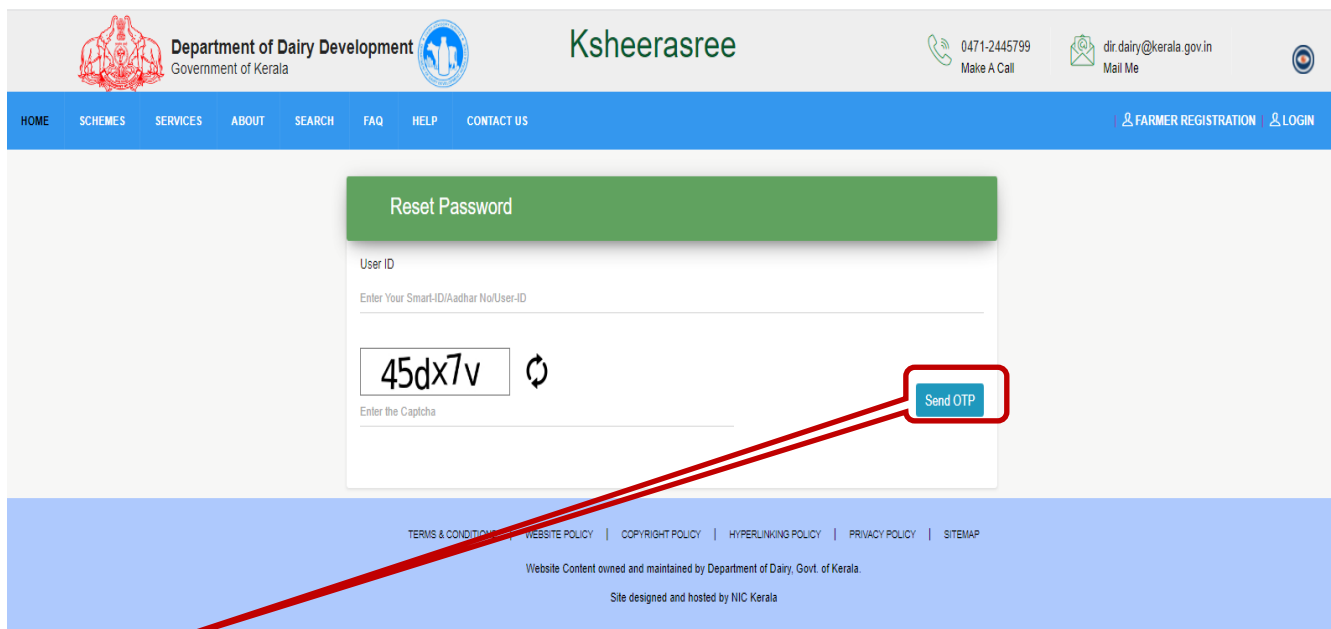 Department of Dairy Development
Government of Kerala
Ksheerasree
0471-2445799
Make A Call
dir.dairy@kerala.gov.in
Mail Me
HOME SCHEMES SERVICES ABOUT SEARCH FAQ HELP CONTACT US | FARMER REGISTRATION | LOGIN
Reset Password
User ID
Enter Your Smart-ID/Aadhar No/User-ID
45dx7v
Enter the Captcha
Send OTP
TERMS & CONDITIONS | WEBSITE POLICY | COPYRIGHT POLICY | HYPERLINKING POLICY | PRIVACY POLICY | SITEMAP
Website Content owned and maintained by Department of Dairy, Govt. of Kerala.
Site designed and hosted by NIC Kerala